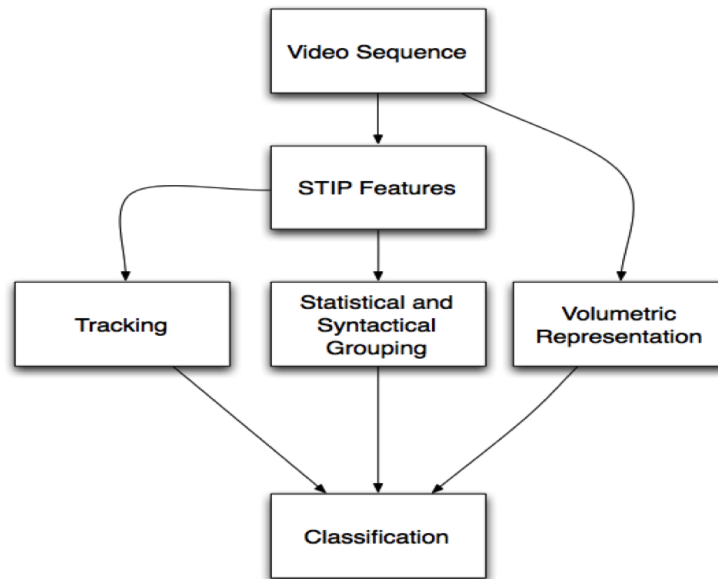 Video Sequence
STIP Features
Tracking
Statistical and
Syntactical
Grouping
Volumetric
Representation
Classification